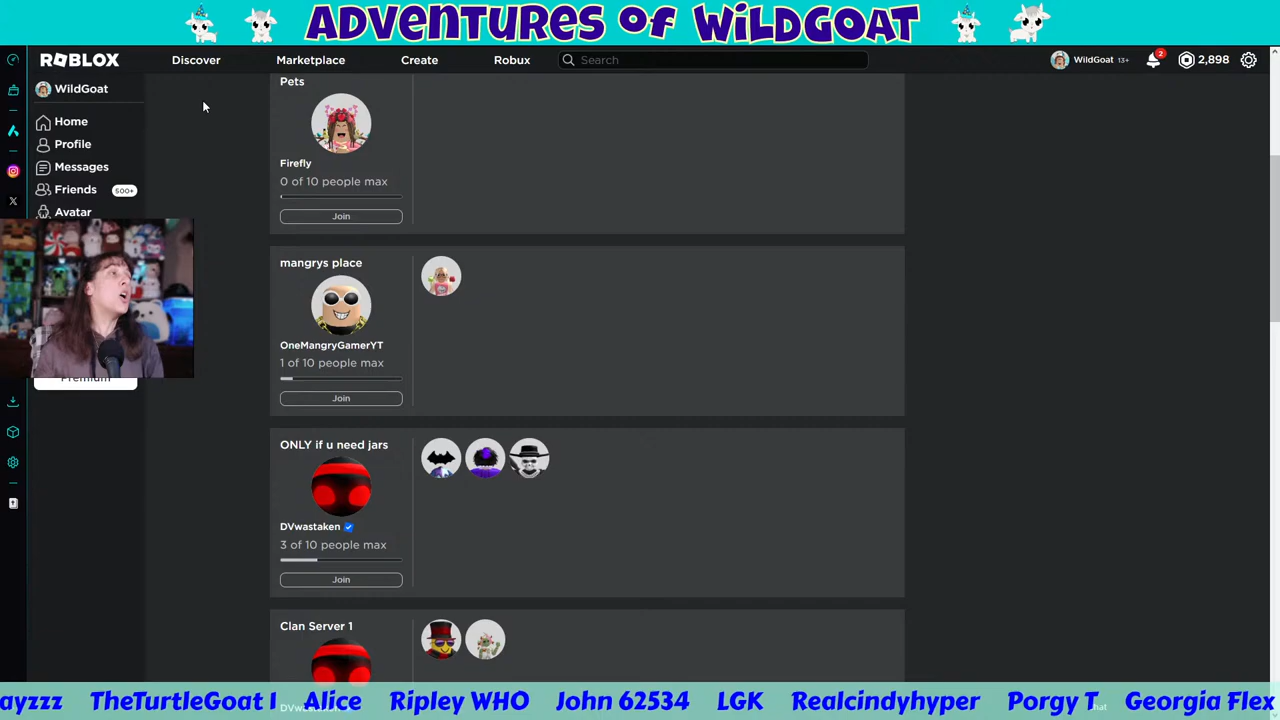 ADVENTURES OF WiLDGOAT
ROBLOX
Discover
Marketplace
Create
Robux
Search
WildGoat 13+
2
2,898
WildGoat
Home
Profile
Messages
Friends 500+
Avatar
Premium
Pets
Firefly
0 of 10 people max
Join
mangrys place
OneMangryGamerYT
1 of 10 people max
Join
ONLY if u need jars
DVwastaken
3 of 10 people max
Join
Clan Server 1
ayzzz TheTurtleGoat 1 Alice Ripley WHO John 62534 LGK Realcindyhyper Porgy T Georgia Flex